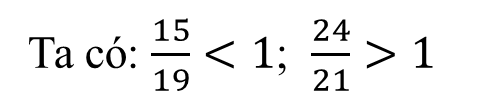 Ta có: 15/19 < 1; 24/21 > 1